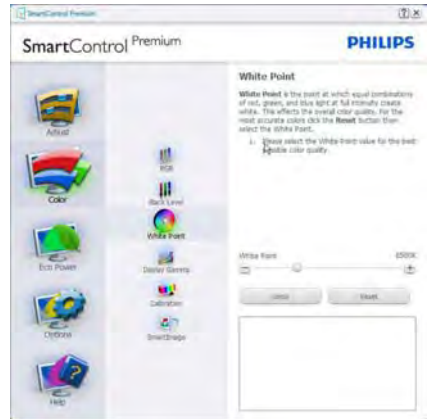 SmartControl Premium
SmartControl Premium
PHILIPS
Adjust
Color
Eco Power
Options
Help
RGB
Black Level
White Point
Display Gamma
Calibration
SmartImage
White Point
White Point is the point at which equal combinations
of red, green, and blue light at full intensity create
white. This effects the overall color quality. For the
most accurate colors click the Reset button then
select the White Point.
1. Please select the White Point value for the best
possible color quality.
White Point
6500K
Undo
Reset